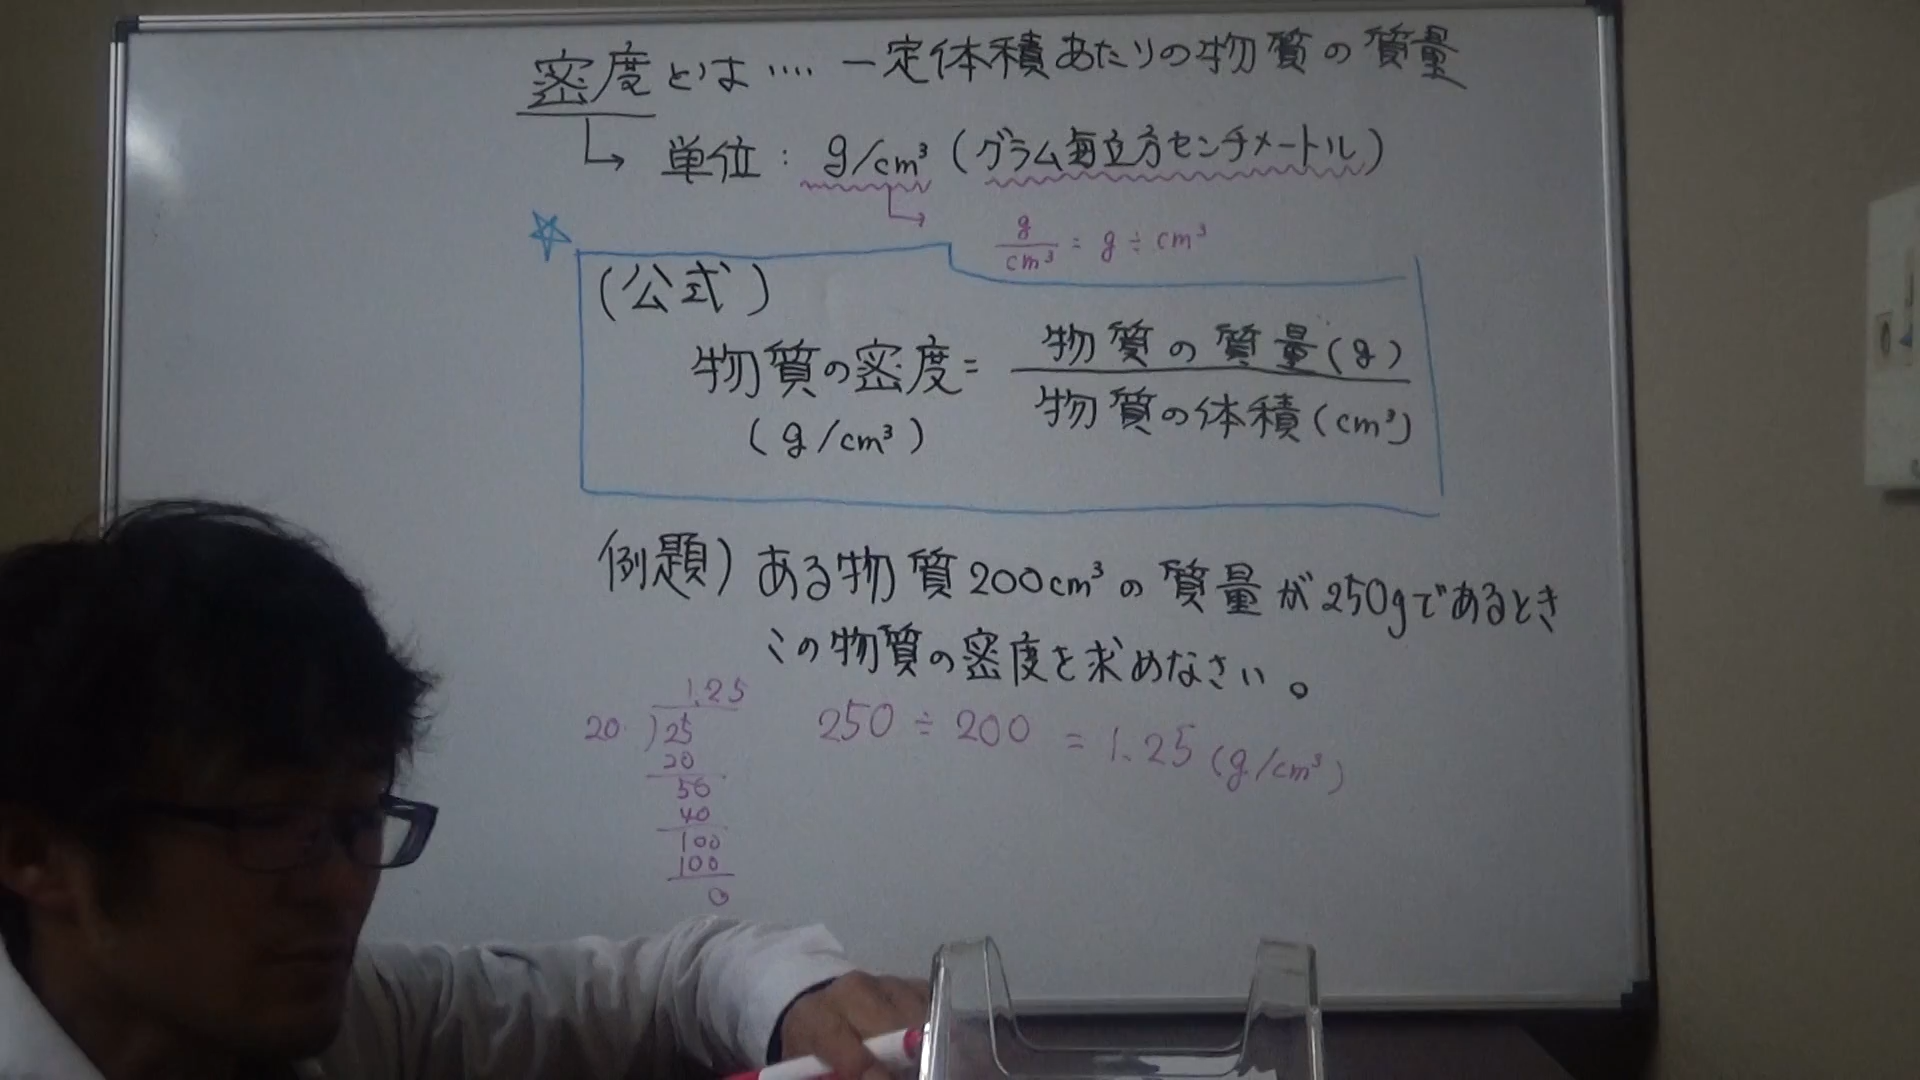 密度とは‥‥一定体積あたりの物質の質量
単位: g/cm³ (グラム毎立方センチメートル)
g/cm³ = g ÷ cm³
(公式)
物質の密度 = 物質の質量(g) / 物質の体積(cm³)
(g/cm³)
例題) ある物質200cm³の質量が250gであるとき
この物質の密度を求めなさい。
250 ÷ 200 = 1.25 (g/cm³)
1.25
20)25
20
50
40
100
100
0